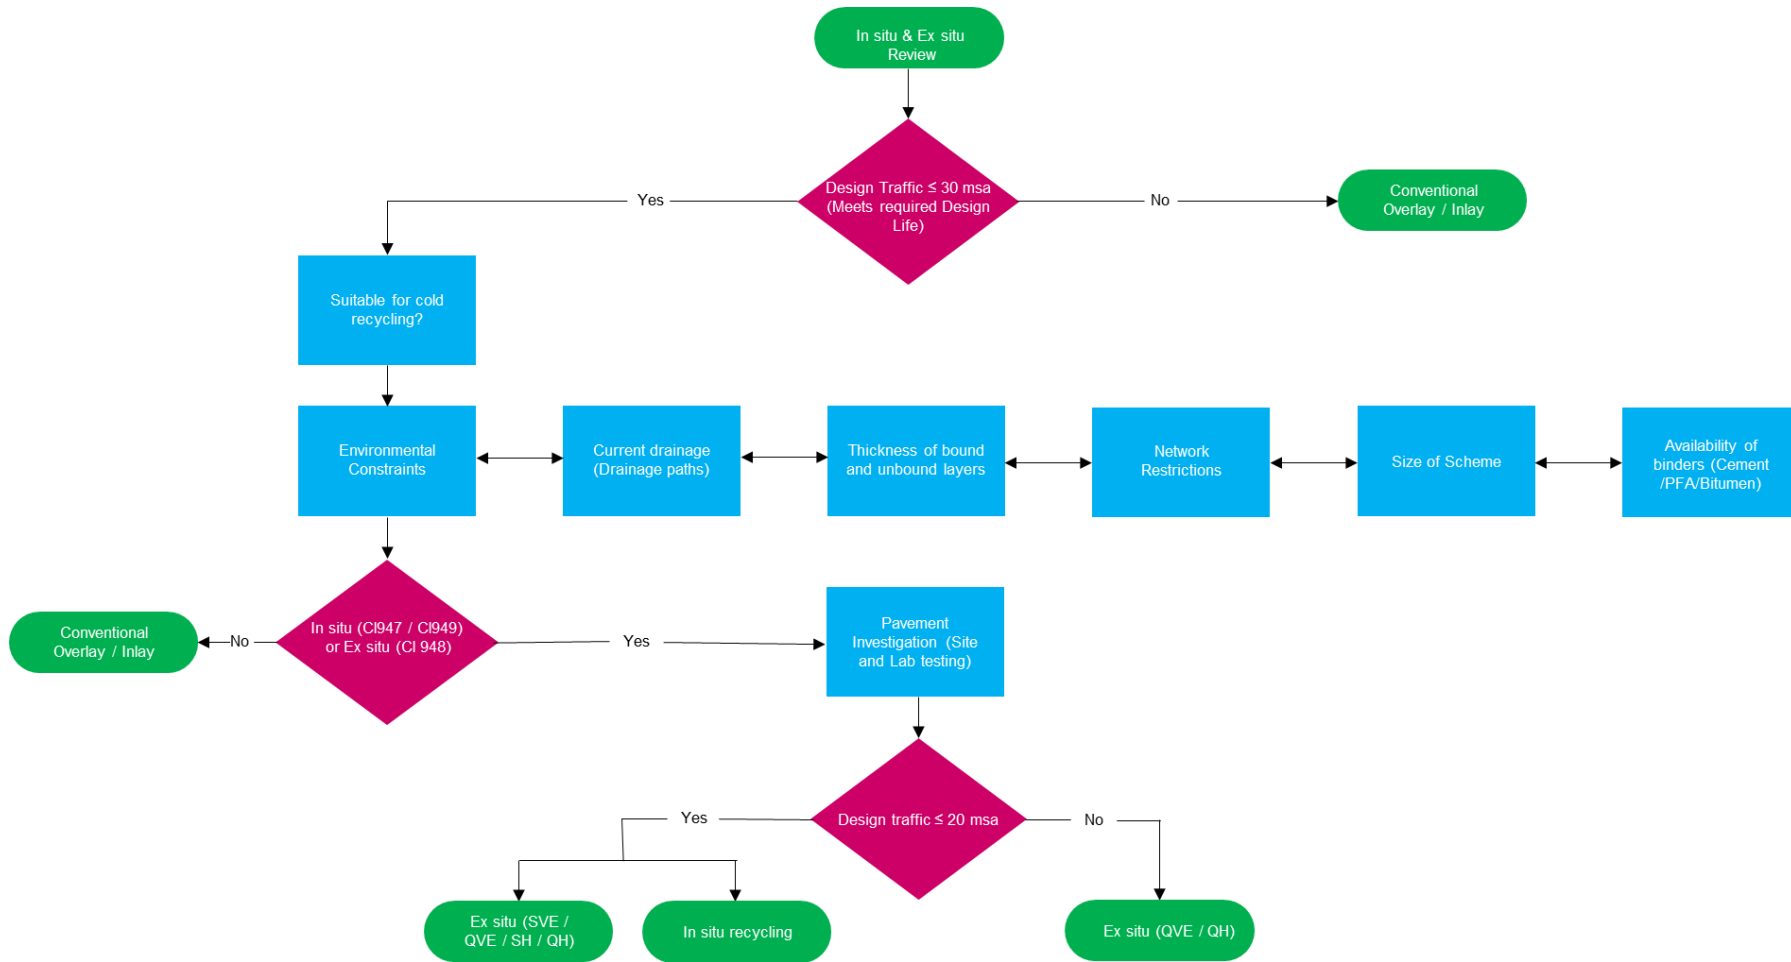 In situ & Ex situ
Review
Design Traffic ≤ 30 msa
(Meets required Design
Life)
Yes
No
Conventional
Overlay / Inlay
Suitable for cold
recycling?
Environmental
Constraints
Current drainage
(Drainage paths)
Thickness of bound
and unbound layers
Network
Restrictions
Size of Scheme
Availability of
binders (Cement
/PFA/Bitumen)
Conventional
Overlay / Inlay
No
In situ (Cl947 / Cl949)
or Ex situ (Cl 948)
Yes
Pavement
Investigation (Site
and Lab testing)
Yes
Design traffic ≤ 20 msa
No
Ex situ (SVE /
QVE / SH / QH)
In situ recycling
Ex situ (QVE / QH)